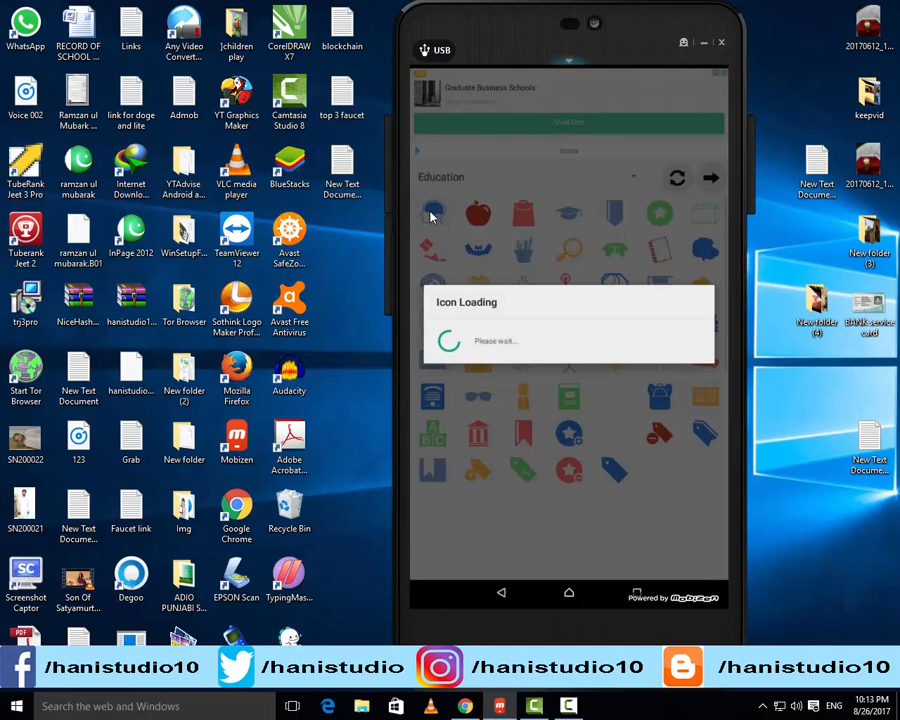 WhatsApp
RECORD OF
SCHOOL ...
Links
Any Video
Convert...
]children
play
CorelDRAW
X7
blockchain
Voice 002
Ramzan ul
Mubark ...
link for doge
and lite
Admob
YT Graphics
Maker
Camtasia
Studio 8
top 3 faucet
TubeRank
Jeet 3 Pro
ramzan ul
mubarak
Internet
Downlo...
YTAdvise
Android a...
VLC media
player
BlueStacks
New Text
Docume...
Tuberank
Jeet 2
ramzan ul
mubarak.B01
InPage 2012
WinSetupF...
TeamViewer
12
Avast
SafeZo...
trj3pro
NiceHash...
hanistudio1...
Tor Browser
Sothink Logo
Maker Prof...
Avast Free
Antivirus
Start Tor
Browser
New Text
Document
hanistudio...
New folder
(2)
Mozilla
Firefox
Audacity
SN200022
123
Grab
New folder
Mobizen
Adobe
Acrobat...
SN200021
New Text
Docum...
Faucet link
Img
Google
Chrome
Recycle Bin
SC
Screenshot
Captor
Son Of
Satyamurt...
Degoo
ADIO
PUNJABI S...
EPSON Scan
TypingMas...
PDF
USB
Graduate Business Schools
Visit Site
Icons
Education
Icon Loading
Please wait...
Powered by Mobizen
20170612_1...
keepvid
New Text
Docume...
20170612_1...
New folder
(3)
New folder
(4)
BANK service
card
New Text
Docume...
/hanistudio10
/hanistudio
/hanistudio10
/hanistudio10
Search the web and Windows
ENG
10:13 PM
8/26/2017